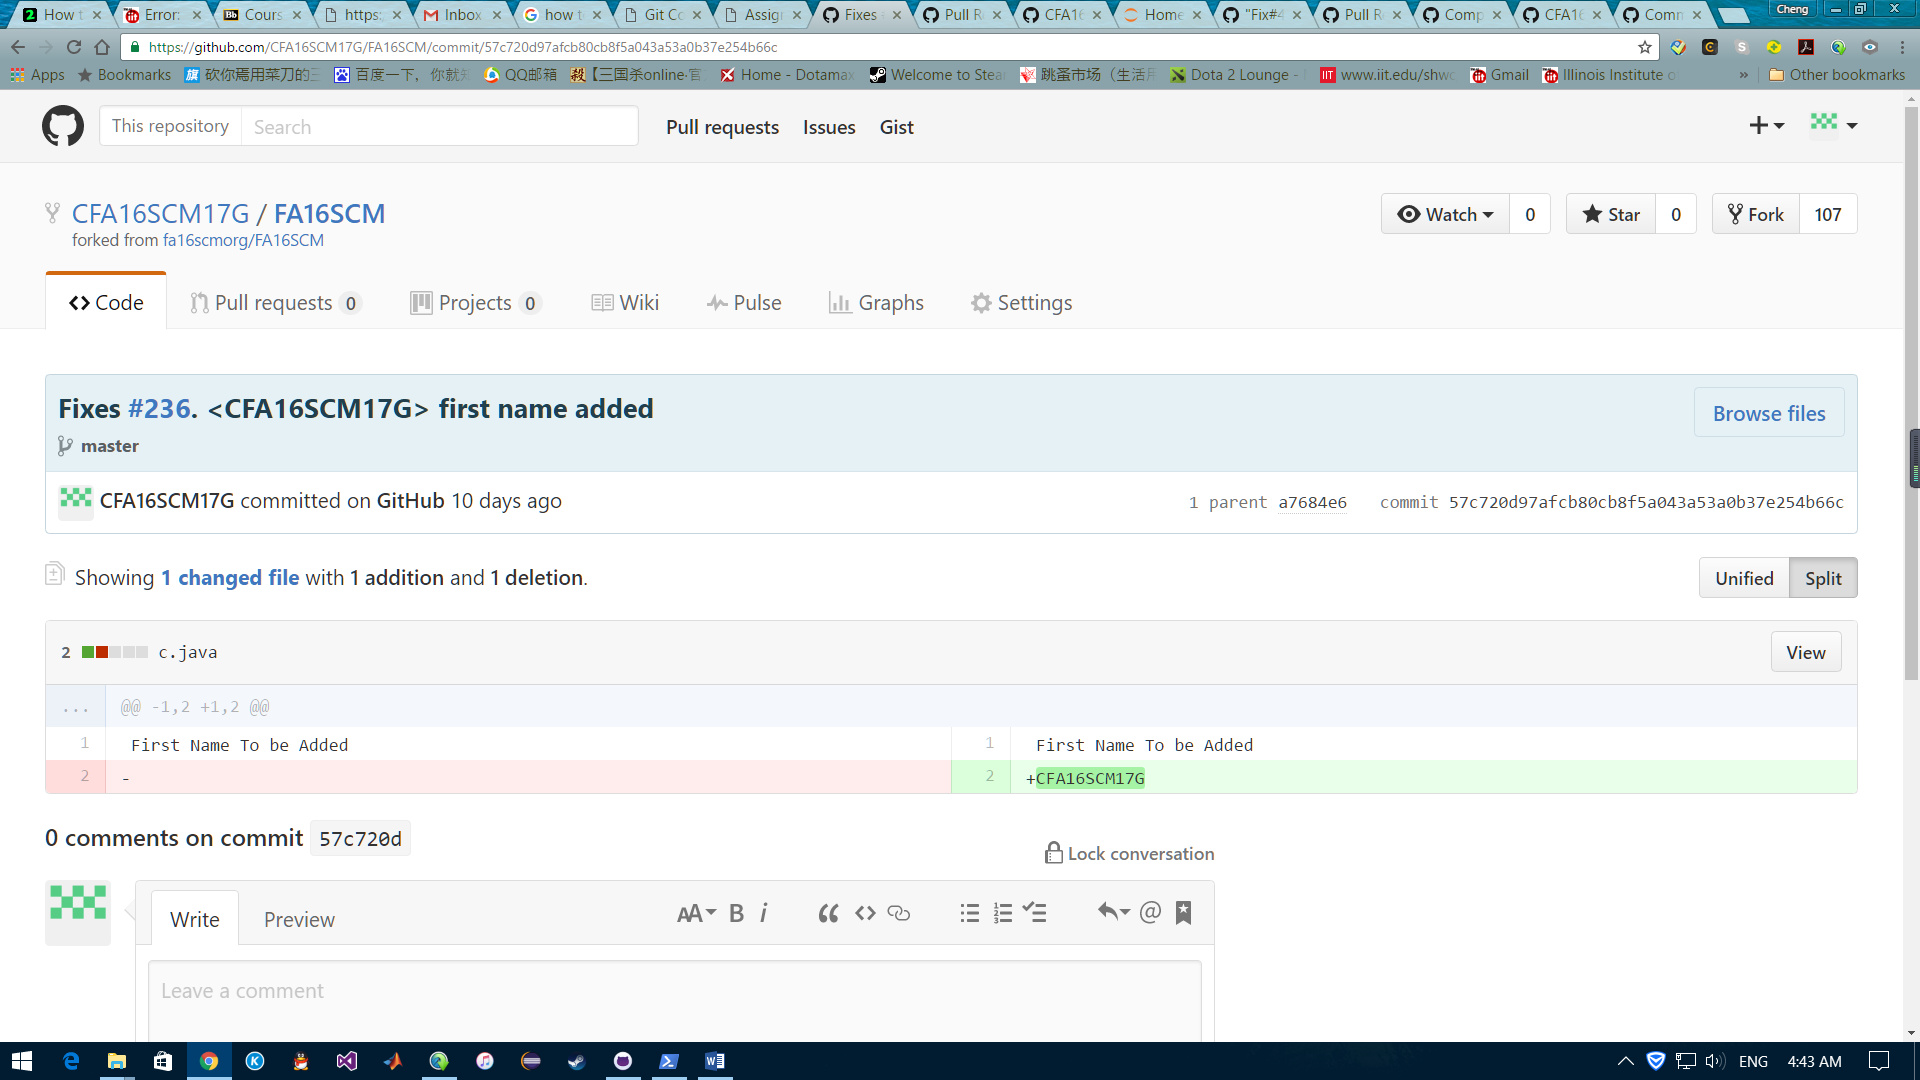 How t Error: Cours https: Inbox how t Git Co Assign Fixes Pull R CFA16 Home "Fix#4 Pull R Comp CFA16 Comm Cheng
https://github.com/CFA16SCM17G/FA16SCM/commit/57c720d97afcb80cb8f5a043a53a0b37e254b66c
Apps Bookmarks 砍你焉用菜刀的三 百度一下，你就知 QQ邮箱 【三国杀online·官 Home - Dotamax Welcome to Stea 跳蚤市场（生活用 Dota 2 Lounge - www.iit.edu/shwc Gmail Illinois Institute o » Other bookmarks
This repository Search Pull requests Issues Gist
CFA16SCM17G / FA16SCM Watch 0 Star 0 Fork 107
forked from fa16scmorg/FA16SCM
Code Pull requests 0 Projects 0 Wiki Pulse Graphs Settings
Fixes #236. <CFA16SCM17G> first name added Browse files
master
CFA16SCM17G committed on GitHub 10 days ago 1 parent a7684e6 commit 57c720d97afcb80cb8f5a043a53a0b37e254b66c
Showing 1 changed file with 1 addition and 1 deletion. Unified Split
2 c.java View
... @@ -1,2 +1,2 @@
1 First Name To be Added 1 First Name To be Added
2 - 2 +CFA16SCM17G
0 comments on commit 57c720d
Lock conversation
Write Preview AA B i
Leave a comment
ENG 4:43 AM